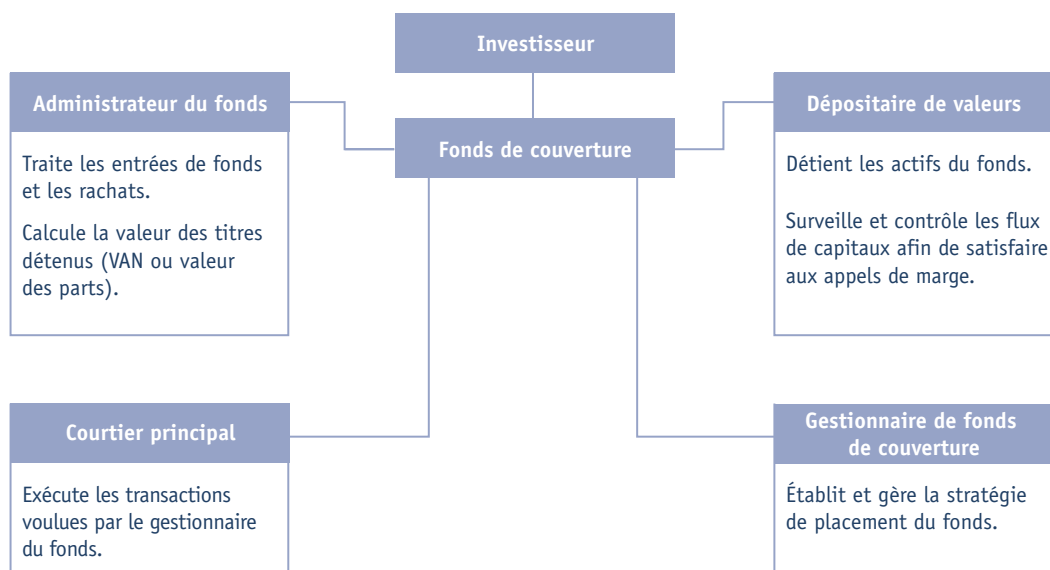 Investisseur
Administrateur du fonds
Traite les entrées de fonds
et les rachats.
Calcule la valeur des titres
détenus (VAN ou valeur
des parts).
Fonds de couverture
Dépositaire de valeurs
Détient les actifs du fonds.
Surveille et contrôle les flux
de capitaux afin de satisfaire
aux appels de marge.
Courtier principal
Exécute les transactions
voulues par le gestionnaire
du fonds.
Gestionnaire de fonds
de couverture
Établit et gère la stratégie
de placement du fonds.